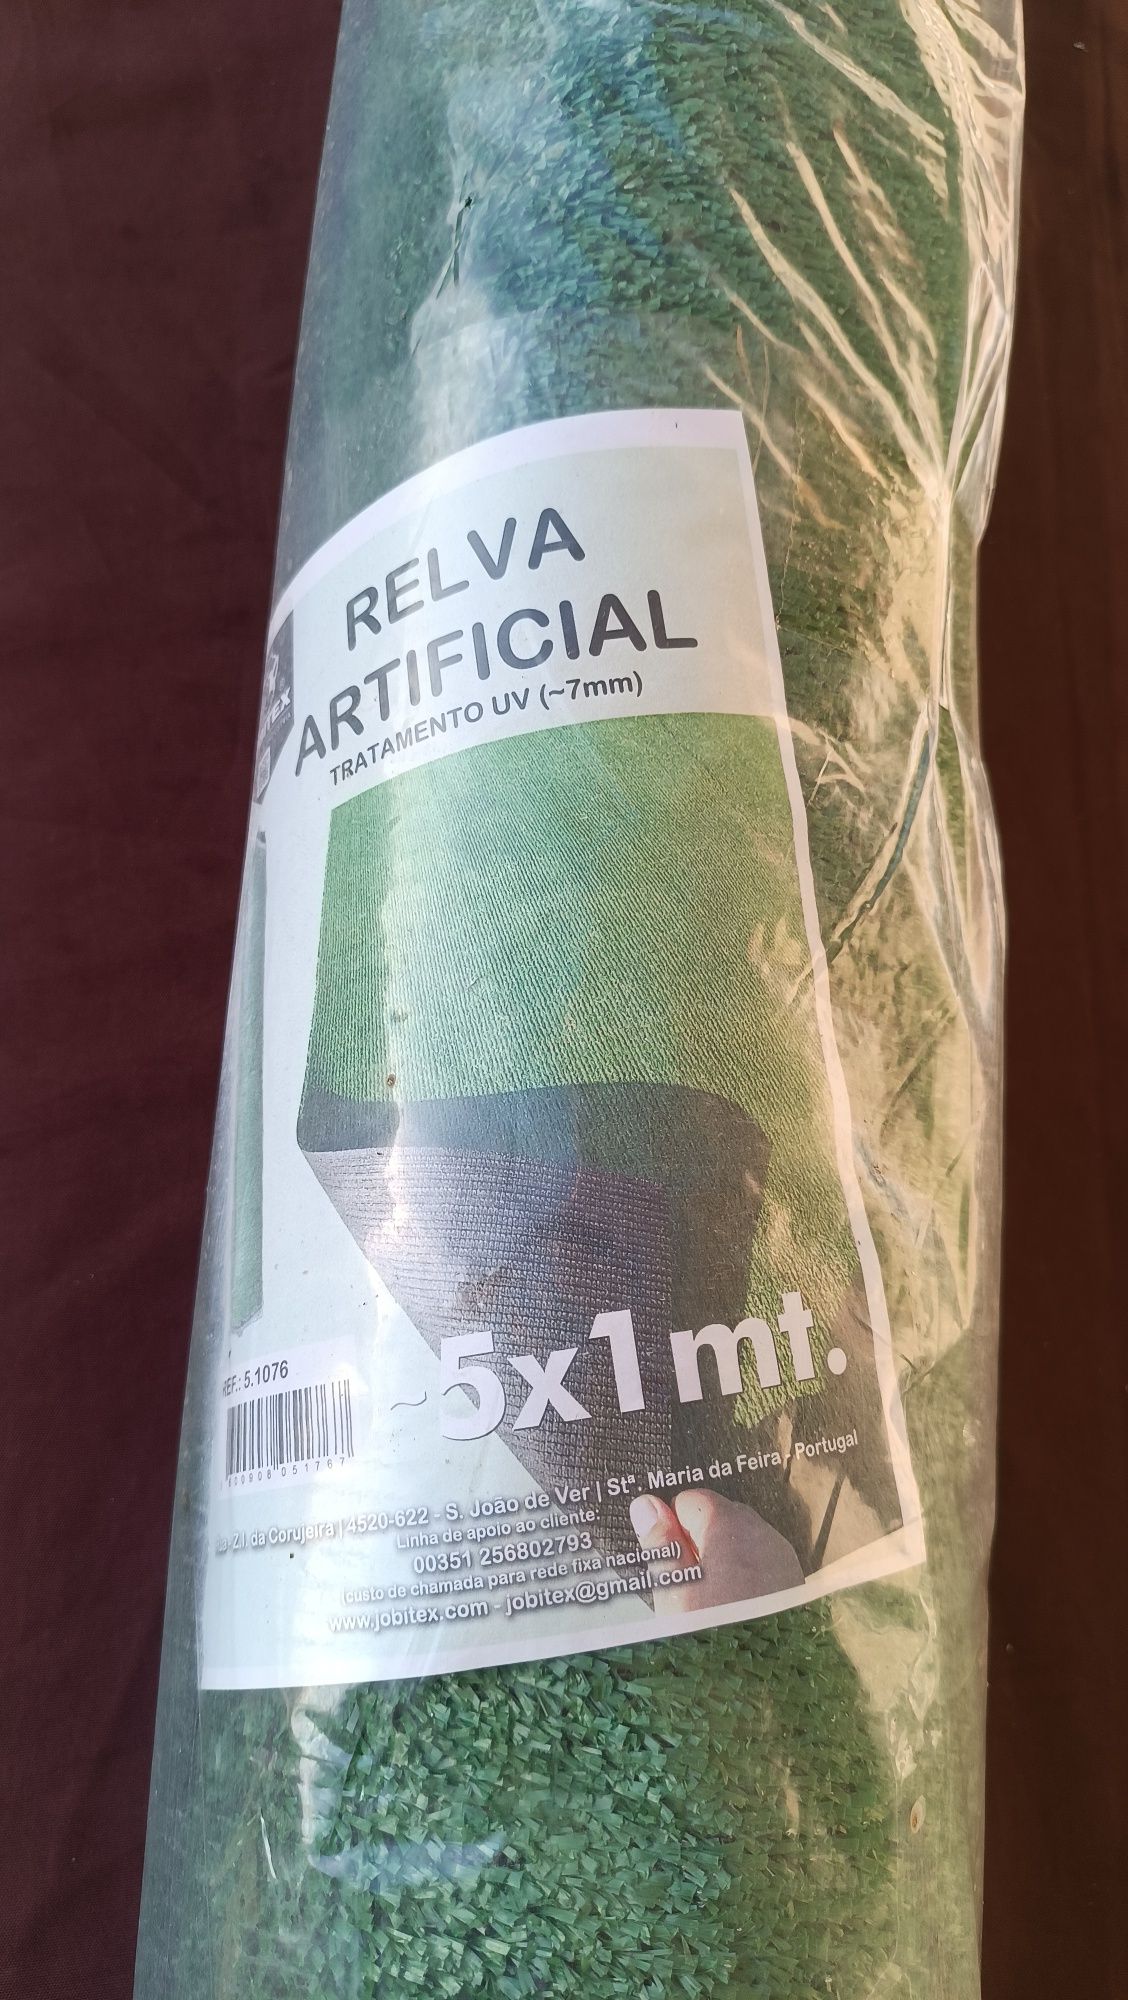 RELVA
ARTIFICIAL
TRATAMENTO UV (~7mm)
REF.: 5.1076
~5x1mt.
Z.I. da Corujeira | 4520-622 - S. João de Ver | Stª. Maria da Feira - Portugal
Linha de apoio ao cliente:
00351 256802793
(custo de chamada para rede fixa nacional)
www.jobitex.com - jobitex@gmail.com